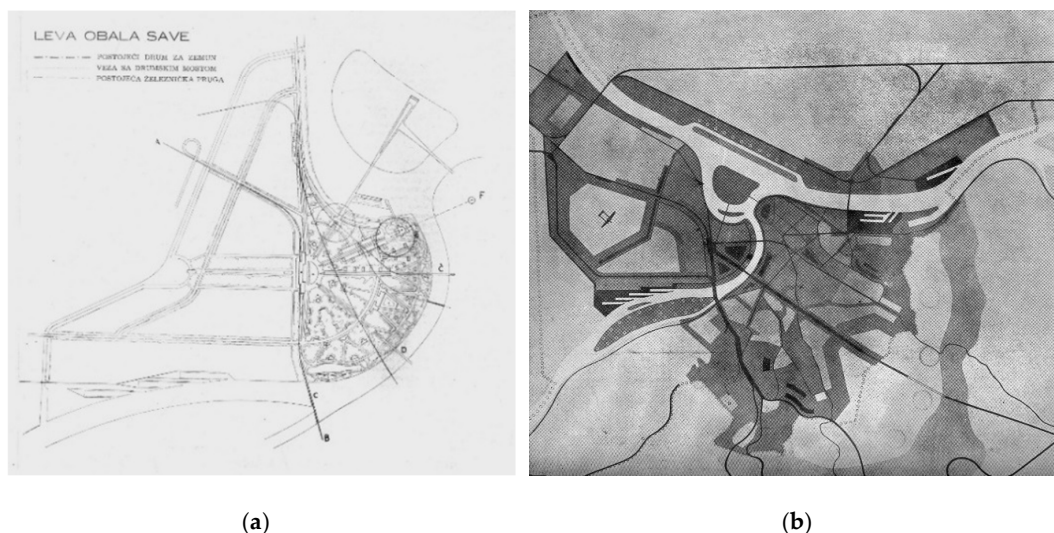 LEVA OBALA SAVE
POSTOJEĆI DRUM ZA ZEMUN
VEZA SA DRUMSKIM MOSTOM
POSTOJEĆA ŽELEZNIČKA PRUGA
A
F
Č
D
C
B
(a)
(b)